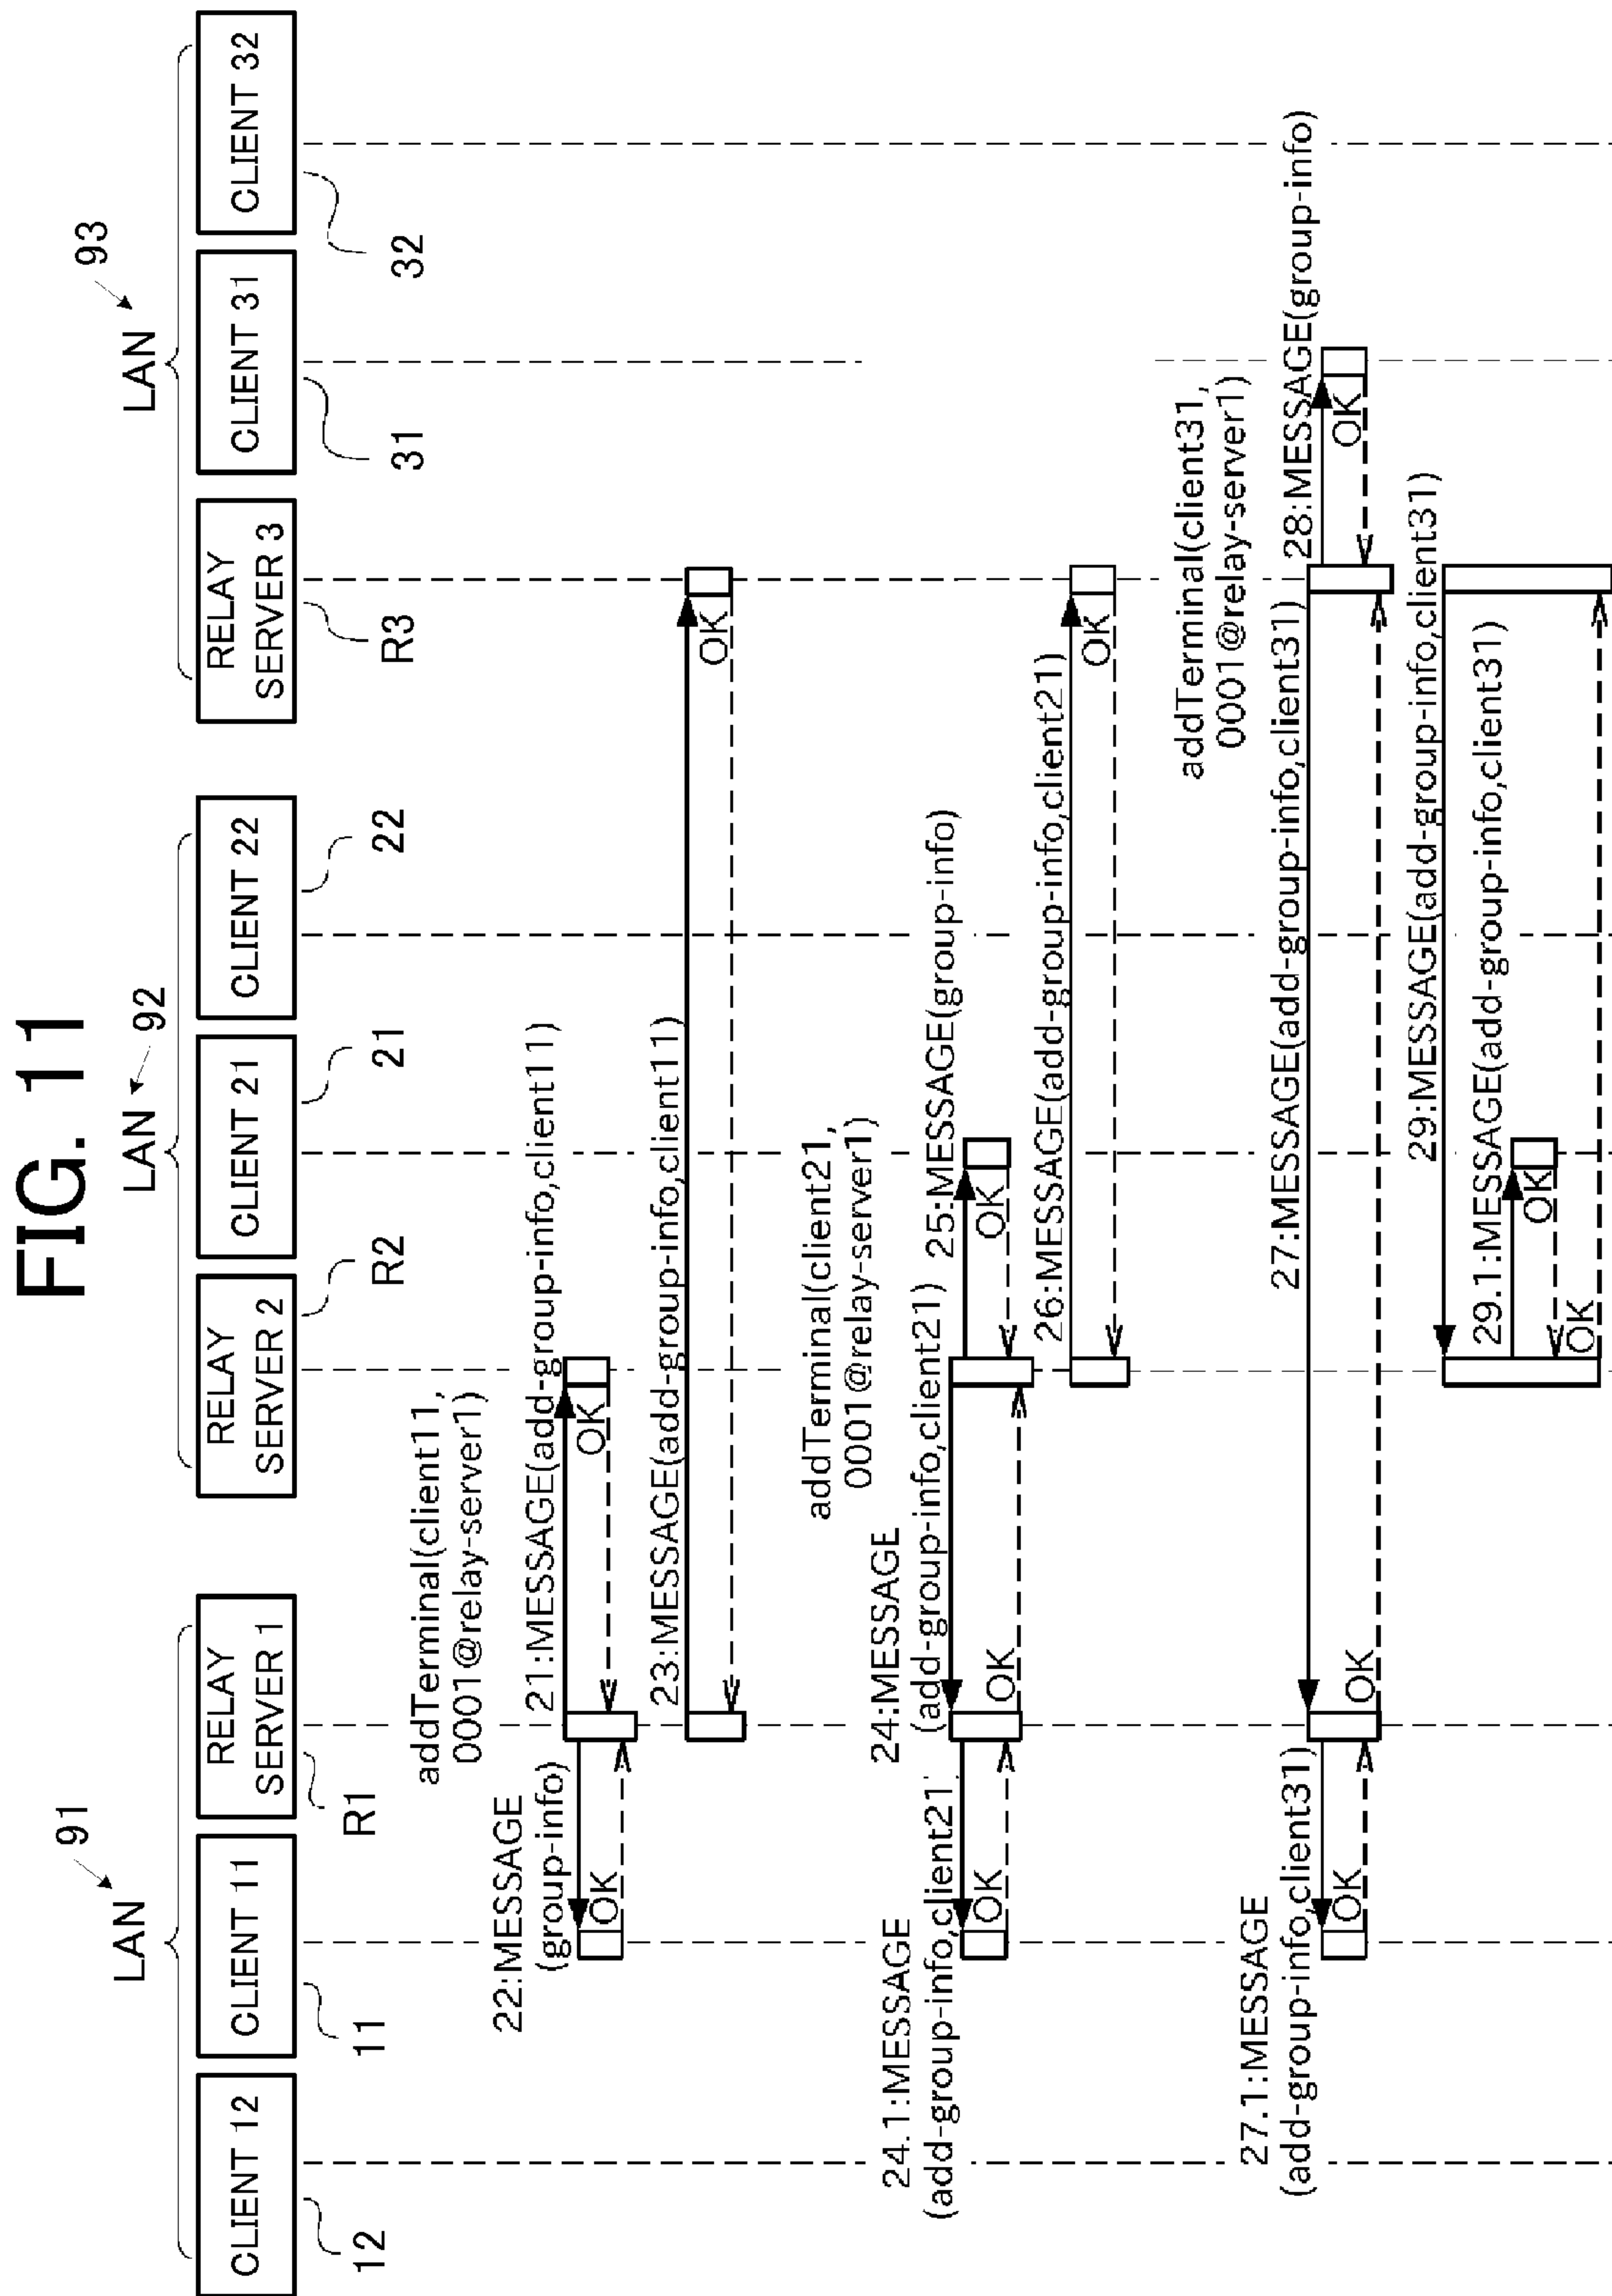 FIG. 11
LAN 91
LAN 92
LAN 93
CLIENT 12
CLIENT 11
RELAY
SERVER 1
RELAY
SERVER 2
CLIENT 21
CLIENT 22
RELAY
SERVER 3
CLIENT 31
CLIENT 32
12
11
R1
R2
21
22
R3
31
32
addTerminal(client11,
0001@relay-server1)
21:MESSAGE(add-group-info,client11)
OK
22:MESSAGE
(group-info)
OK
23:MESSAGE(add-group-info,client11)
OK
addTerminal(client21,
0001@relay-server1)
24:MESSAGE
(add-group-info,client21)
OK
24.1:MESSAGE
(add-group-info,client21
OK
25:MESSAGE(group-info)
OK
26:MESSAGE(add-group-info,client21)
OK
addTerminal(client31,
0001@relay-server1)
27:MESSAGE(add-group-info,client31)
OK
27.1:MESSAGE
(add-group-info,client31)
OK
28:MESSAGE(group-info)
OK
29:MESSAGE(add-group-info,client31)
29.1:MESSAGE(add-group-info,client31)
OK
OK